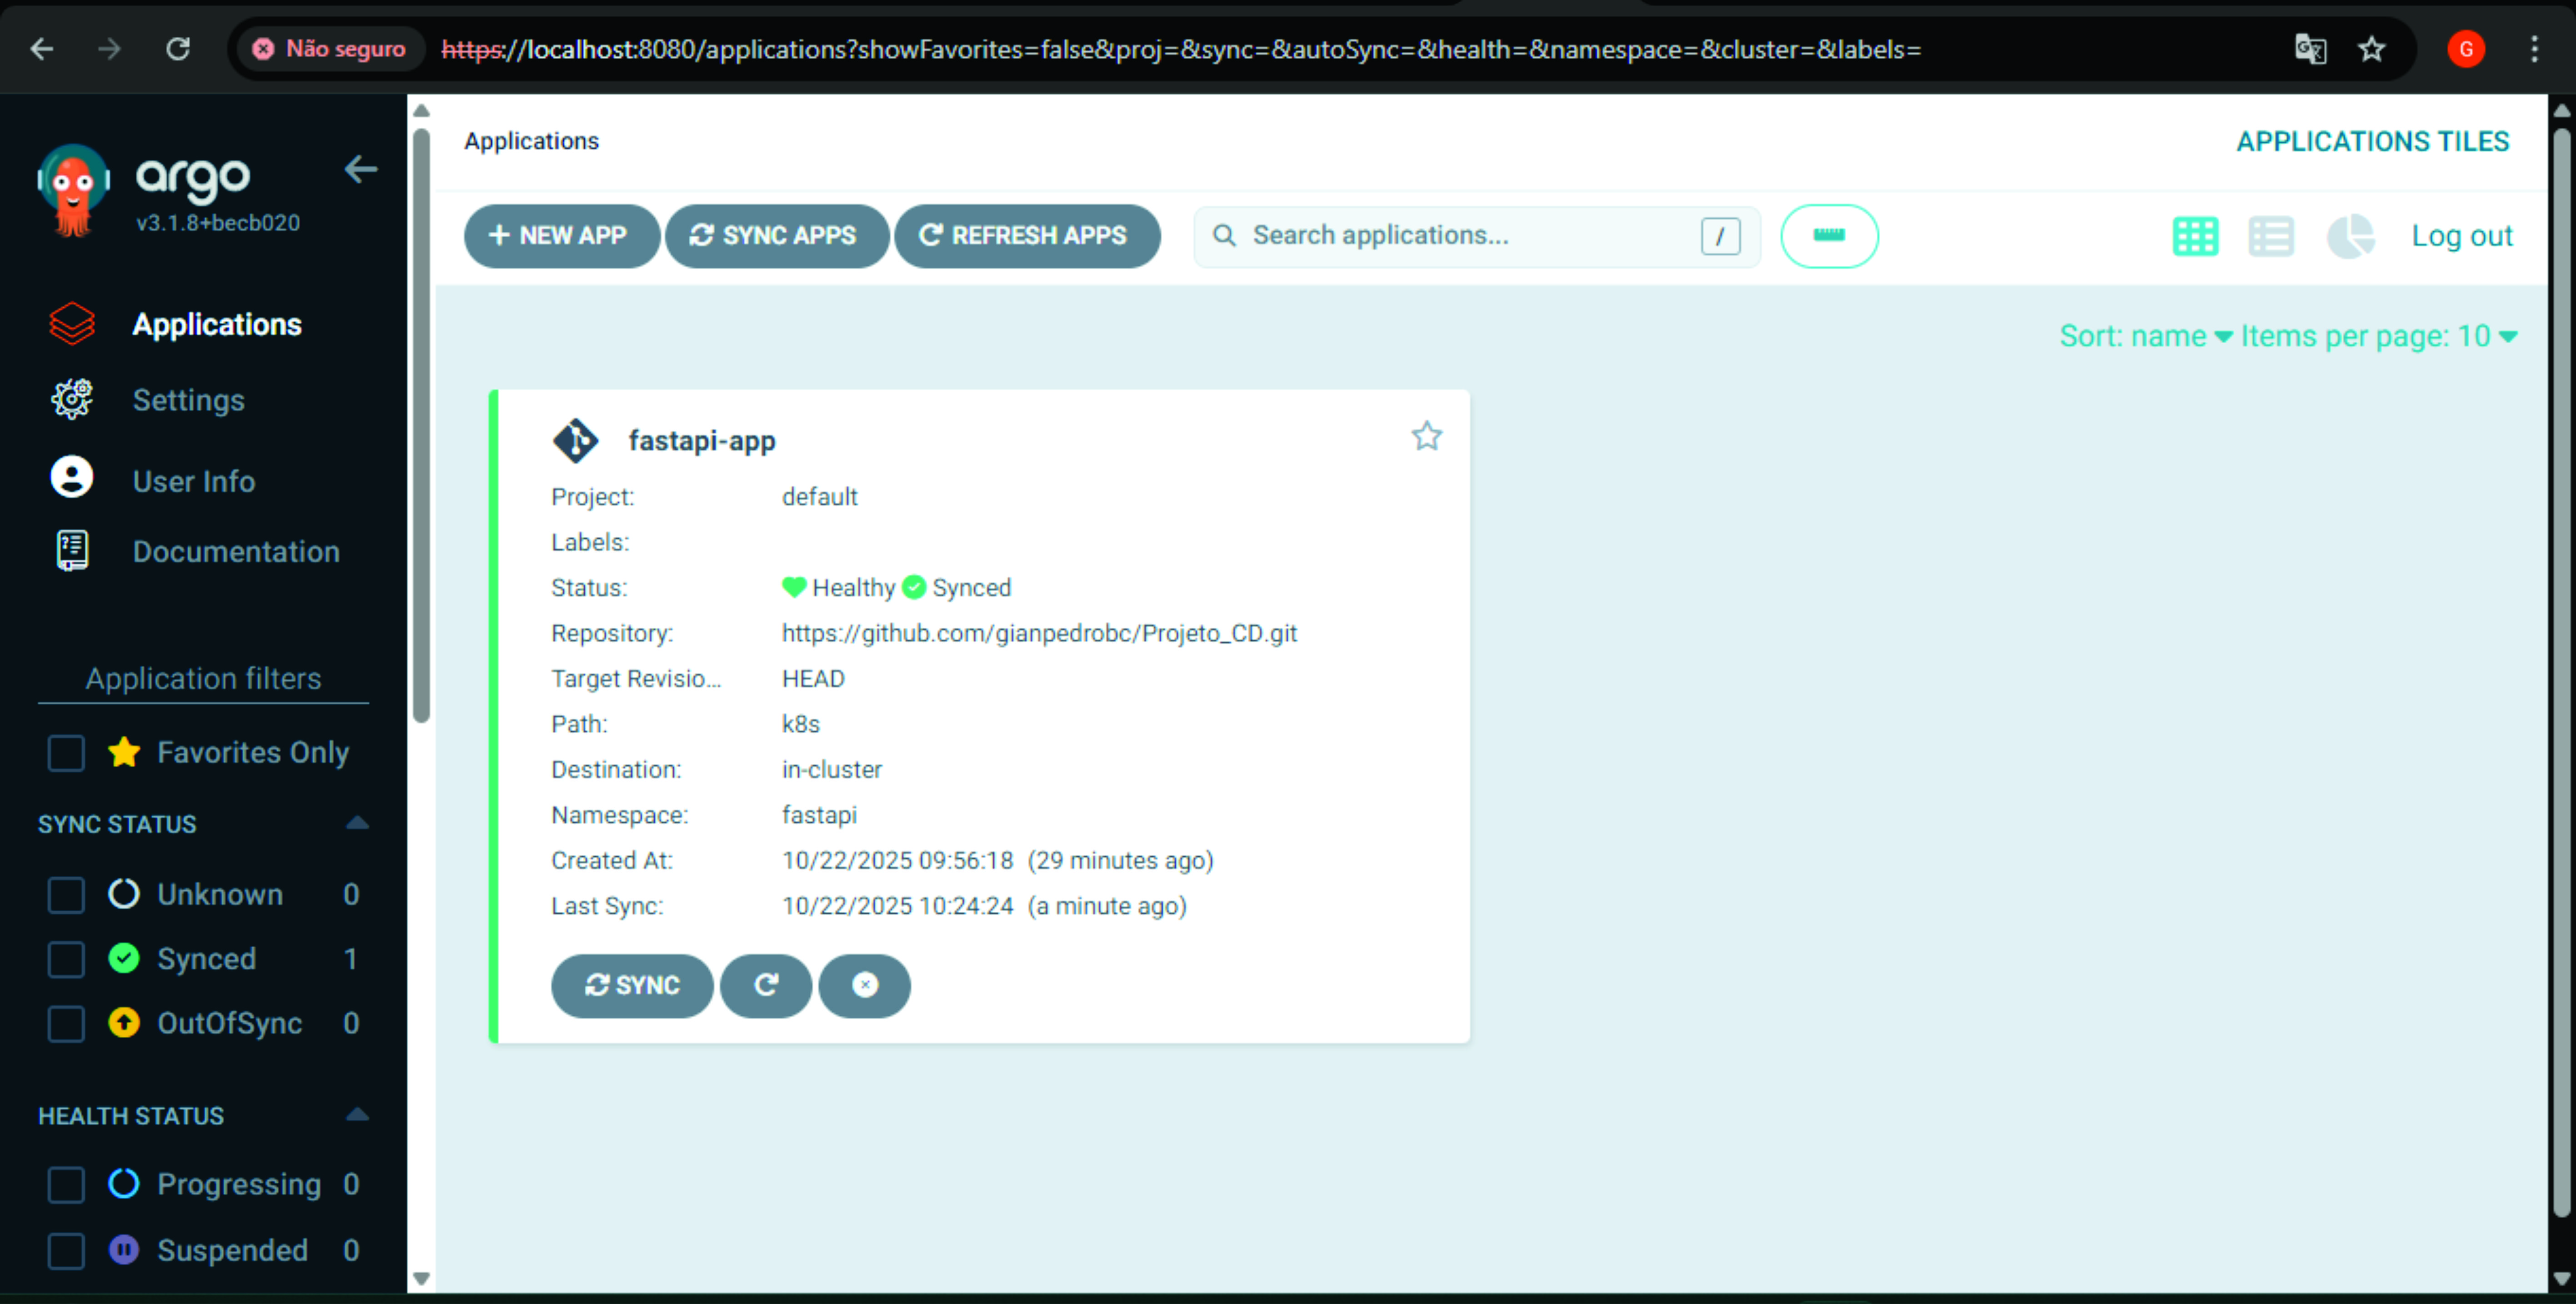 Não seguro https://localhost:8080/applications?showFavorites=false&proj=&sync=&autoSync=&health=&namespace=&cluster=&labels= G
argo
v3.1.8+becb020
Applications
Settings
User Info
Documentation
Application filters
Favorites Only
SYNC STATUS
Unknown 0
Synced 1
OutOfSync 0
HEALTH STATUS
Progressing 0
Suspended 0
Applications APPLICATIONS TILES
+ NEW APP SYNC APPS REFRESH APPS Search applications... / Log out
Sort: name Items per page: 10
fastapi-app
Project: default
Labels:
Status: Healthy Synced
Repository: https://github.com/gianpedrobc/Projeto_CD.git
Target Revisio... HEAD
Path: k8s
Destination: in-cluster
Namespace: fastapi
Created At: 10/22/2025 09:56:18 (29 minutes ago)
Last Sync: 10/22/2025 10:24:24 (a minute ago)
SYNC